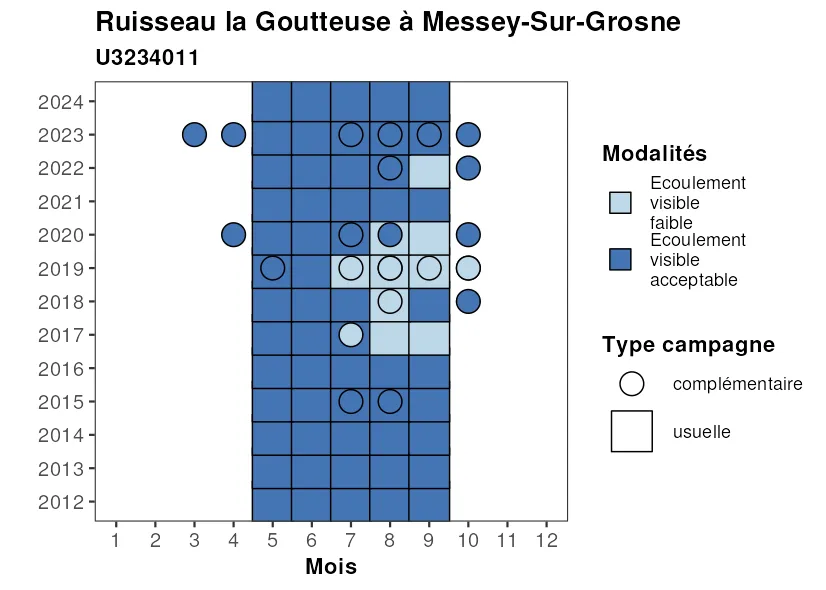 Ruisseau la Goutteuse à Messey-Sur-Grosne
U3234011
2024
2023
2022
2021
2020
2019
2018
2017
2016
2015
2014
2013
2012
1 2 3 4 5 6 7 8 9 10 11 12
Mois
Modalités
Ecoulement
visible
faible
Ecoulement
visible
acceptable
Type campagne
complémentaire
usuelle